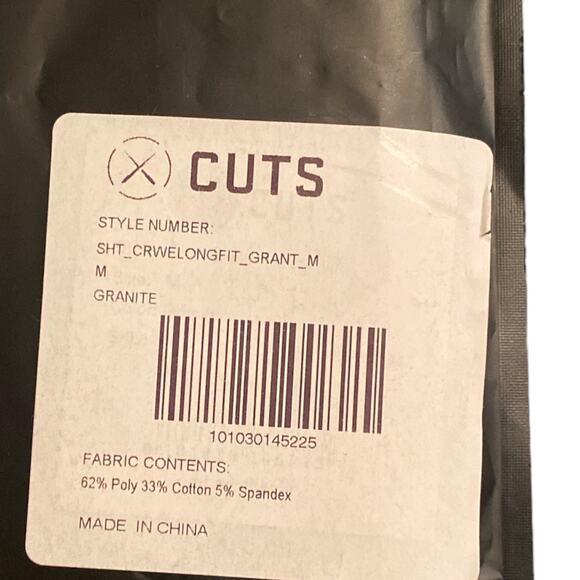 CUTS
STYLE NUMBER:
SHT_CRWELONGFIT_GRANT_M
M
GRANITE
101030145225
FABRIC CONTENTS:
62% Poly 33% Cotton 5% Spandex
MADE IN CHINA